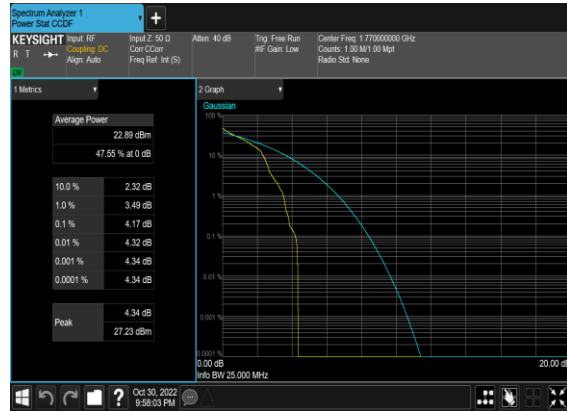 Spectrum Analyzer 1
Power Stat CCDF
KEYSIGHT
R T
Input: RF
Coupling: DC
Align: Auto
Input Z: 50 Ω
Corr CCorr
Freq Ref: Int (S)
Atten: 40 dB
Trig: Free Run
#IF Gain: Low
Center Freq: 1.770000000 GHz
Counts: 1.00 M/1.00 Mpt
Radio Std: None
1 Metrics
Average Power
22.89 dBm
47.55 % at 0 dB
10.0 % 2.32 dB
1.0 % 3.49 dB
0.1 % 4.17 dB
0.01 % 4.32 dB
0.001 % 4.34 dB
0.0001 % 4.34 dB
Peak
4.34 dB
27.23 dBm
2 Graph
Gaussian
100 %
10 %
1 %
0.1 %
0.01 %
0.001 %
0.0001 %
0.00 dB
20.00 dB
Info BW 25.000 MHz
?
Oct 30, 2022
9:58:03 PM